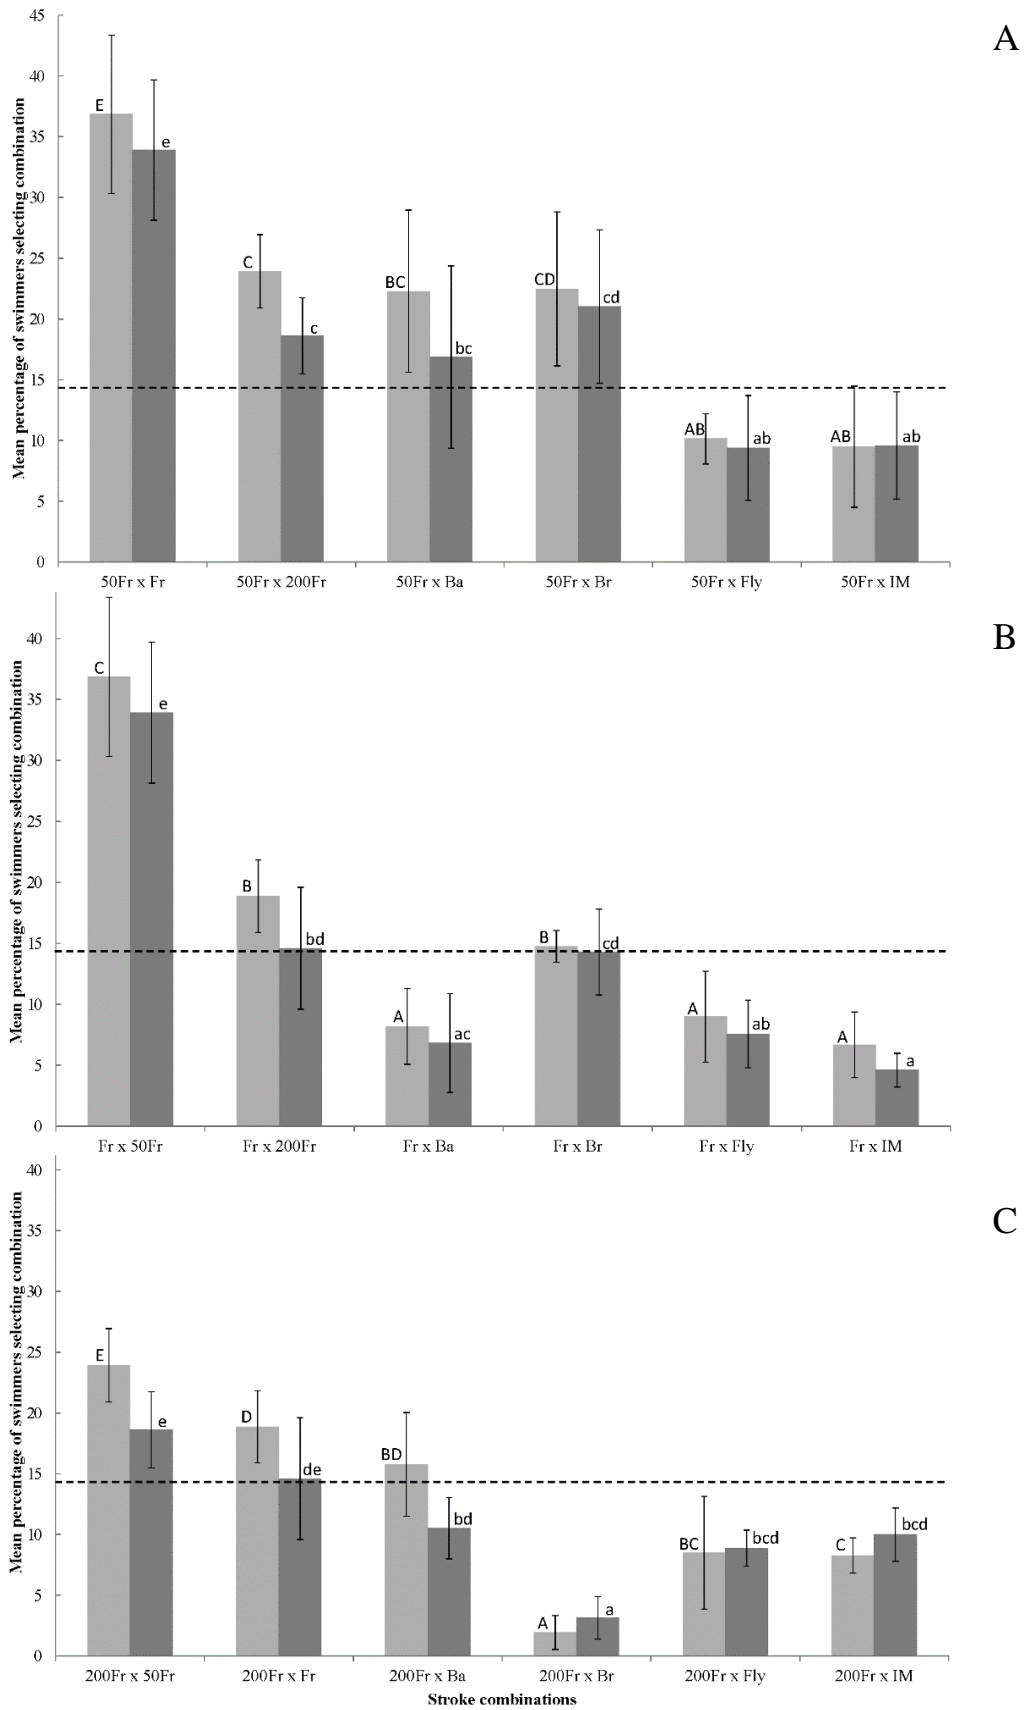 A
Mean percentage of swimmers selecting combination
45
40
35
30
25
20
15
10
5
0
E
e
C
c
BC
bc
CD
cd
AB
ab
AB
ab
50Fr x Fr
50Fr x 200Fr
50Fr x Ba
50Fr x Br
50Fr x Fly
50Fr x IM
B
Mean percentage of swimmers selecting combination
40
35
30
25
20
15
10
5
0
C
e
B
bd
A
ac
B
cd
A
ab
A
a
Fr x 50Fr
Fr x 200Fr
Fr x Ba
Fr x Br
Fr x Fly
Fr x IM
C
Mean percentage of swimmers selecting combination
40
35
30
25
20
15
10
5
0
E
e
D
de
BD
bd
A
a
BC
bcd
C
bcd
200Fr x 50Fr
200Fr x Fr
200Fr x Ba
200Fr x Br
200Fr x Fly
200Fr x IM
Stroke combinations